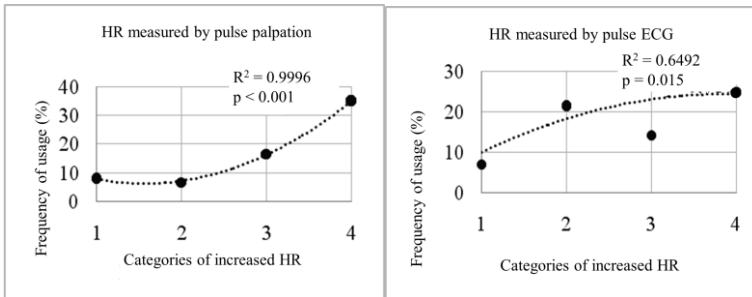 HR measured by pulse palpation
R² = 0.9996
p < 0.001
Frequency of usage (%)
40
30
20
10
0
1 2 3 4
Categories of increased HR
HR measured by pulse ECG
R² = 0.6492
p = 0.015
Frequency of usage (%)
30
20
10
0
1 2 3 4
Categories of increased HR